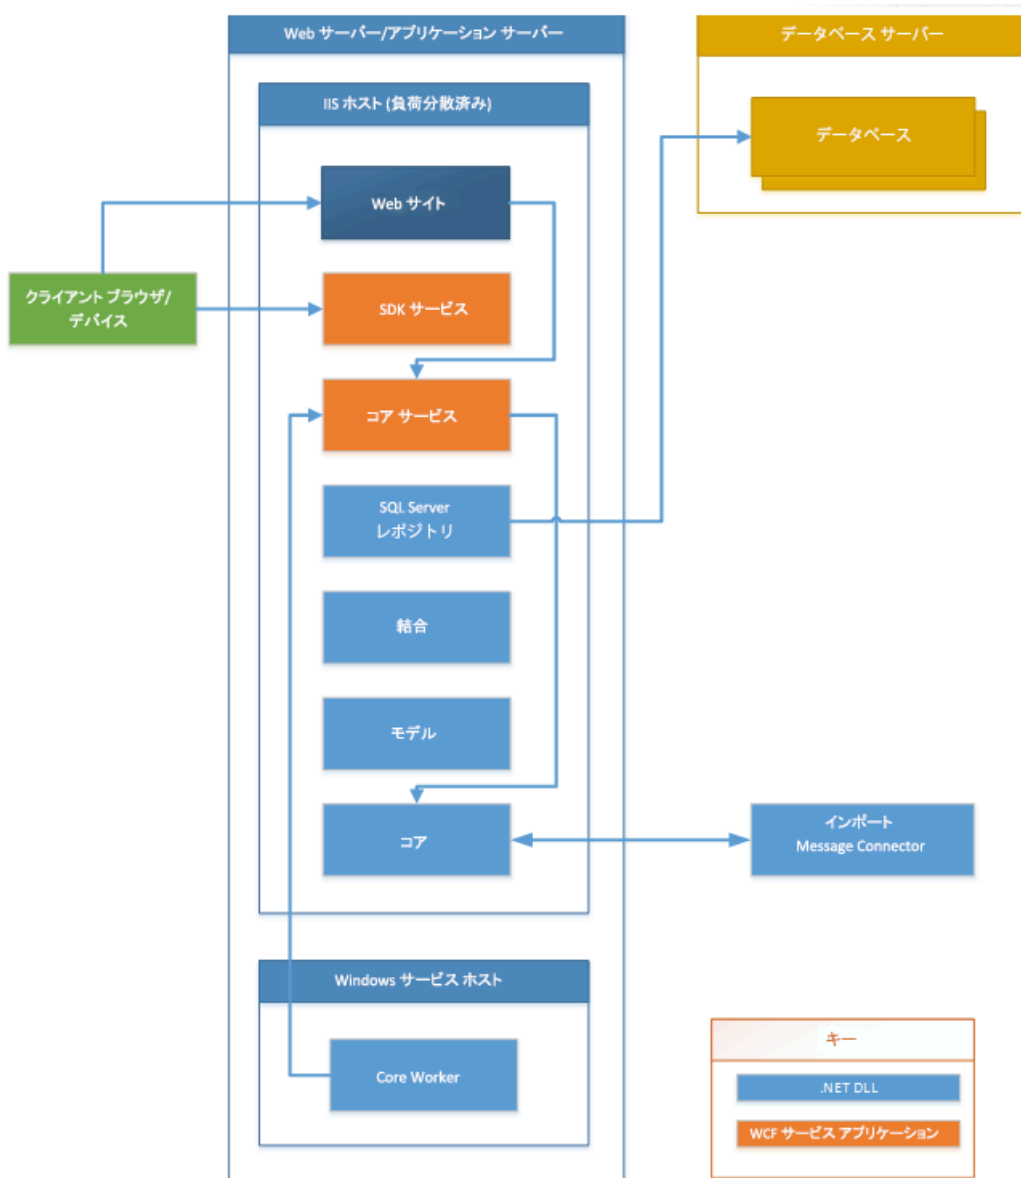 Web サーバー/アプリケーション サーバー
データベース サーバー
IIS ホスト (負荷分散済み)
データベース
Web サイト
クライアント ブラウザ/
デバイス
SDK サービス
コア サービス
SQL Server
レポジトリ
結合
モデル
コア
インポート
Message Connector
Windows サービス ホスト
Core Worker
キー
.NET DLL
WCF サービス アプリケーション